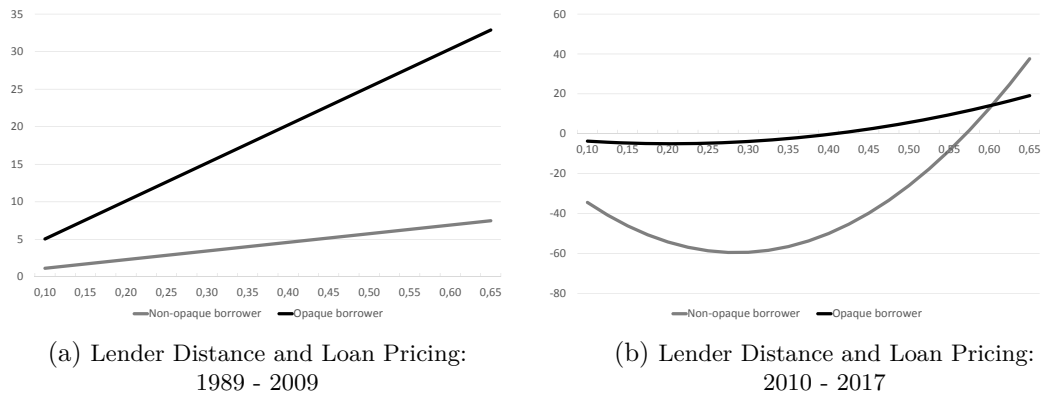 35
30
25
20
15
10
5
0
0,10 0,15 0,20 0,25 0,30 0,35 0,40 0,45 0,50 0,55 0,60 0,65
Non-opaque borrower Opaque borrower
(a) Lender Distance and Loan Pricing:
1989 - 2009
60
40
20
0
0,10 0,15 0,20 0,25 0,30 0,35 0,40 0,45 0,50 0,55 0,60 0,65
-20
-40
-60
-80
Non-opaque borrower Opaque borrower
(b) Lender Distance and Loan Pricing:
2010 - 2017